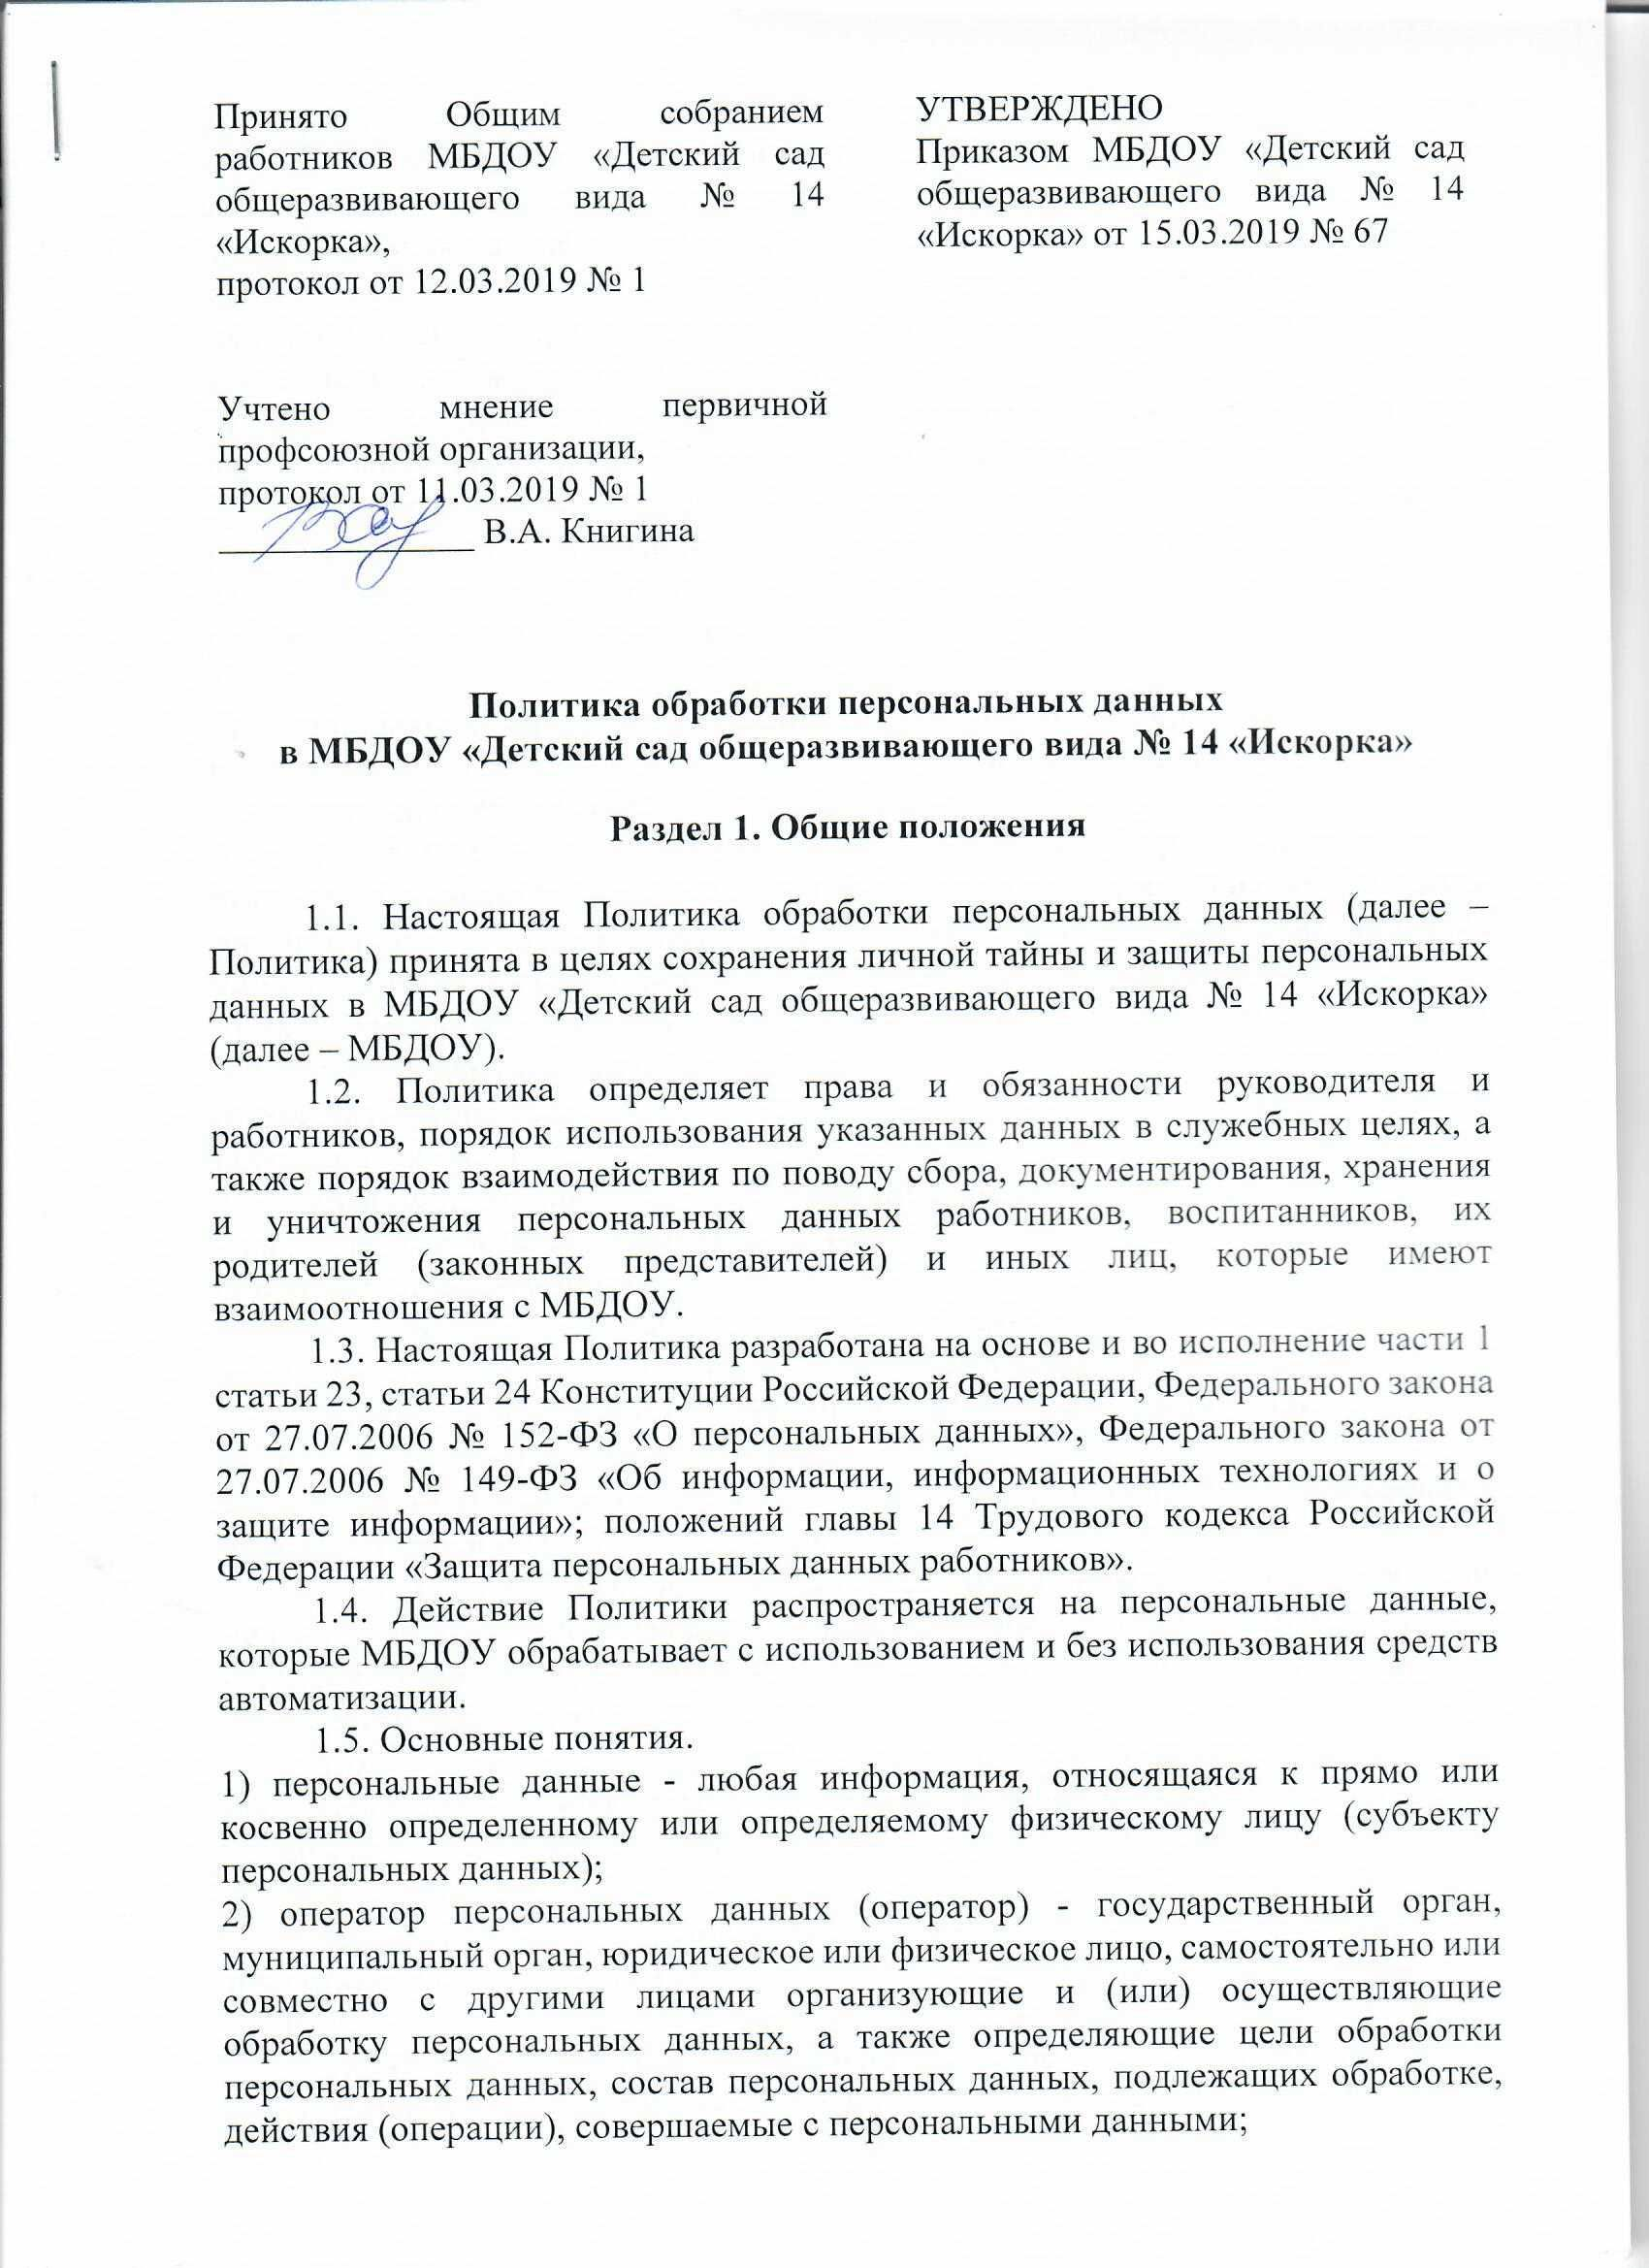 Принято Общим собранием
работников МБДОУ «Детский сад
общеразвивающего вида № 14
«Искорка»,
протокол от 12.03.2019 № 1
УТВЕРЖДЕНО
Приказом МБДОУ «Детский сад
общеразвивающего вида № 14
«Искорка» от 15.03.2019 № 67
Учтено мнение первичной
профсоюзной организации,
протокол от 11.03.2019 № 1
В.А. Книгина
Политика обработки персональных данных
в МБДОУ «Детский сад общеразвивающего вида № 14 «Искорка»
Раздел 1. Общие положения
1.1. Настоящая Политика обработки персональных данных (далее –
Политика) принята в целях сохранения личной тайны и защиты персональных
данных в МБДОУ «Детский сад общеразвивающего вида № 14 «Искорка»
(далее – МБДОУ).
1.2. Политика определяет права и обязанности руководителя и
работников, порядок использования указанных данных в служебных целях, а
также порядок взаимодействия по поводу сбора, документирования, хранения
и уничтожения персональных данных работников, воспитанников, их
родителей (законных представителей) и иных лиц, которые имеют
взаимоотношения с МБДОУ.
1.3. Настоящая Политика разработана на основе и во исполнение части 1
статьи 23, статьи 24 Конституции Российской Федерации, Федерального закона
от 27.07.2006 № 152-ФЗ «О персональных данных», Федерального закона от
27.07.2006 № 149-ФЗ «Об информации, информационных технологиях и о
защите информации»; положений главы 14 Трудового кодекса Российской
Федерации «Защита персональных данных работников».
1.4. Действие Политики распространяется на персональные данные,
которые МБДОУ обрабатывает с использованием и без использования средств
автоматизации.
1.5. Основные понятия.
1) персональные данные - любая информация, относящаяся к прямо или
косвенно определенному или определяемому физическому лицу (субъекту
персональных данных);
2) оператор персональных данных (оператор) - государственный орган,
муниципальный орган, юридическое или физическое лицо, самостоятельно или
совместно с другими лицами организующие и (или) осуществляющие
обработку персональных данных, а также определяющие цели обработки
персональных данных, состав персональных данных, подлежащих обработке,
действия (операции), совершаемые с персональными данными;